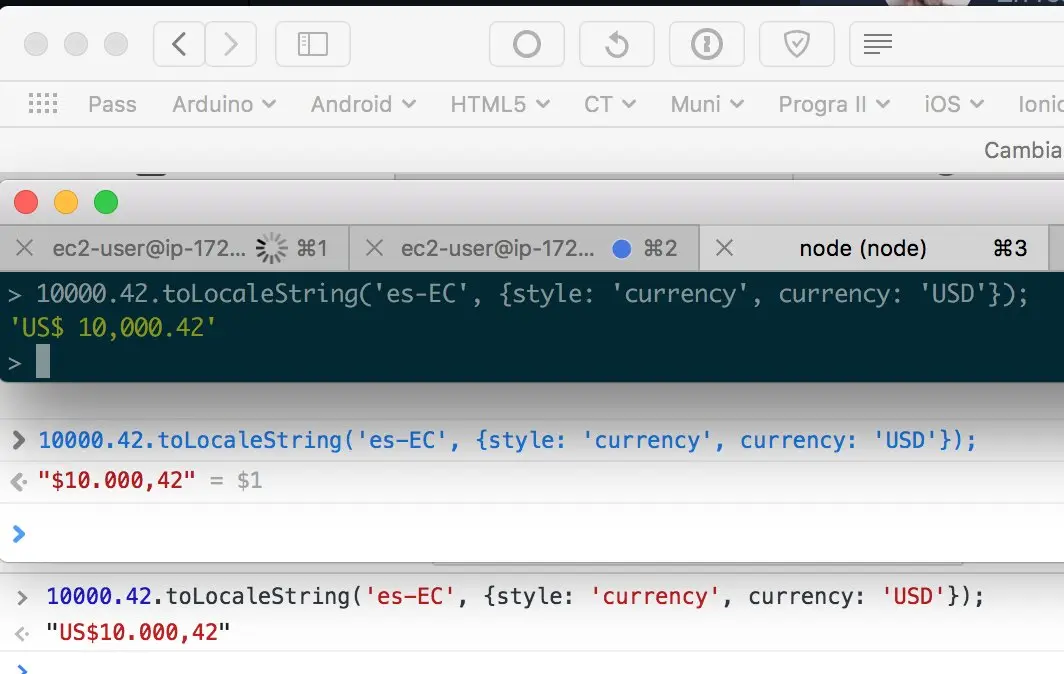 Pass Arduino Android HTML5 CT Muni Progra II iOS
Cambia
ec2-user@ip-172... ⌘1 ec2-user@ip-172... ⌘2 node (node) ⌘3
> 10000.42.toLocaleString('es-EC', {style: 'currency', currency: 'USD'});
'US$ 10,000.42'
>
> 10000.42.toLocaleString('es-EC', {style: 'currency', currency: 'USD'});
"$10.000,42" = $1
>
> 10000.42.toLocaleString('es-EC', {style: 'currency', currency: 'USD'});
"US$10.000,42"